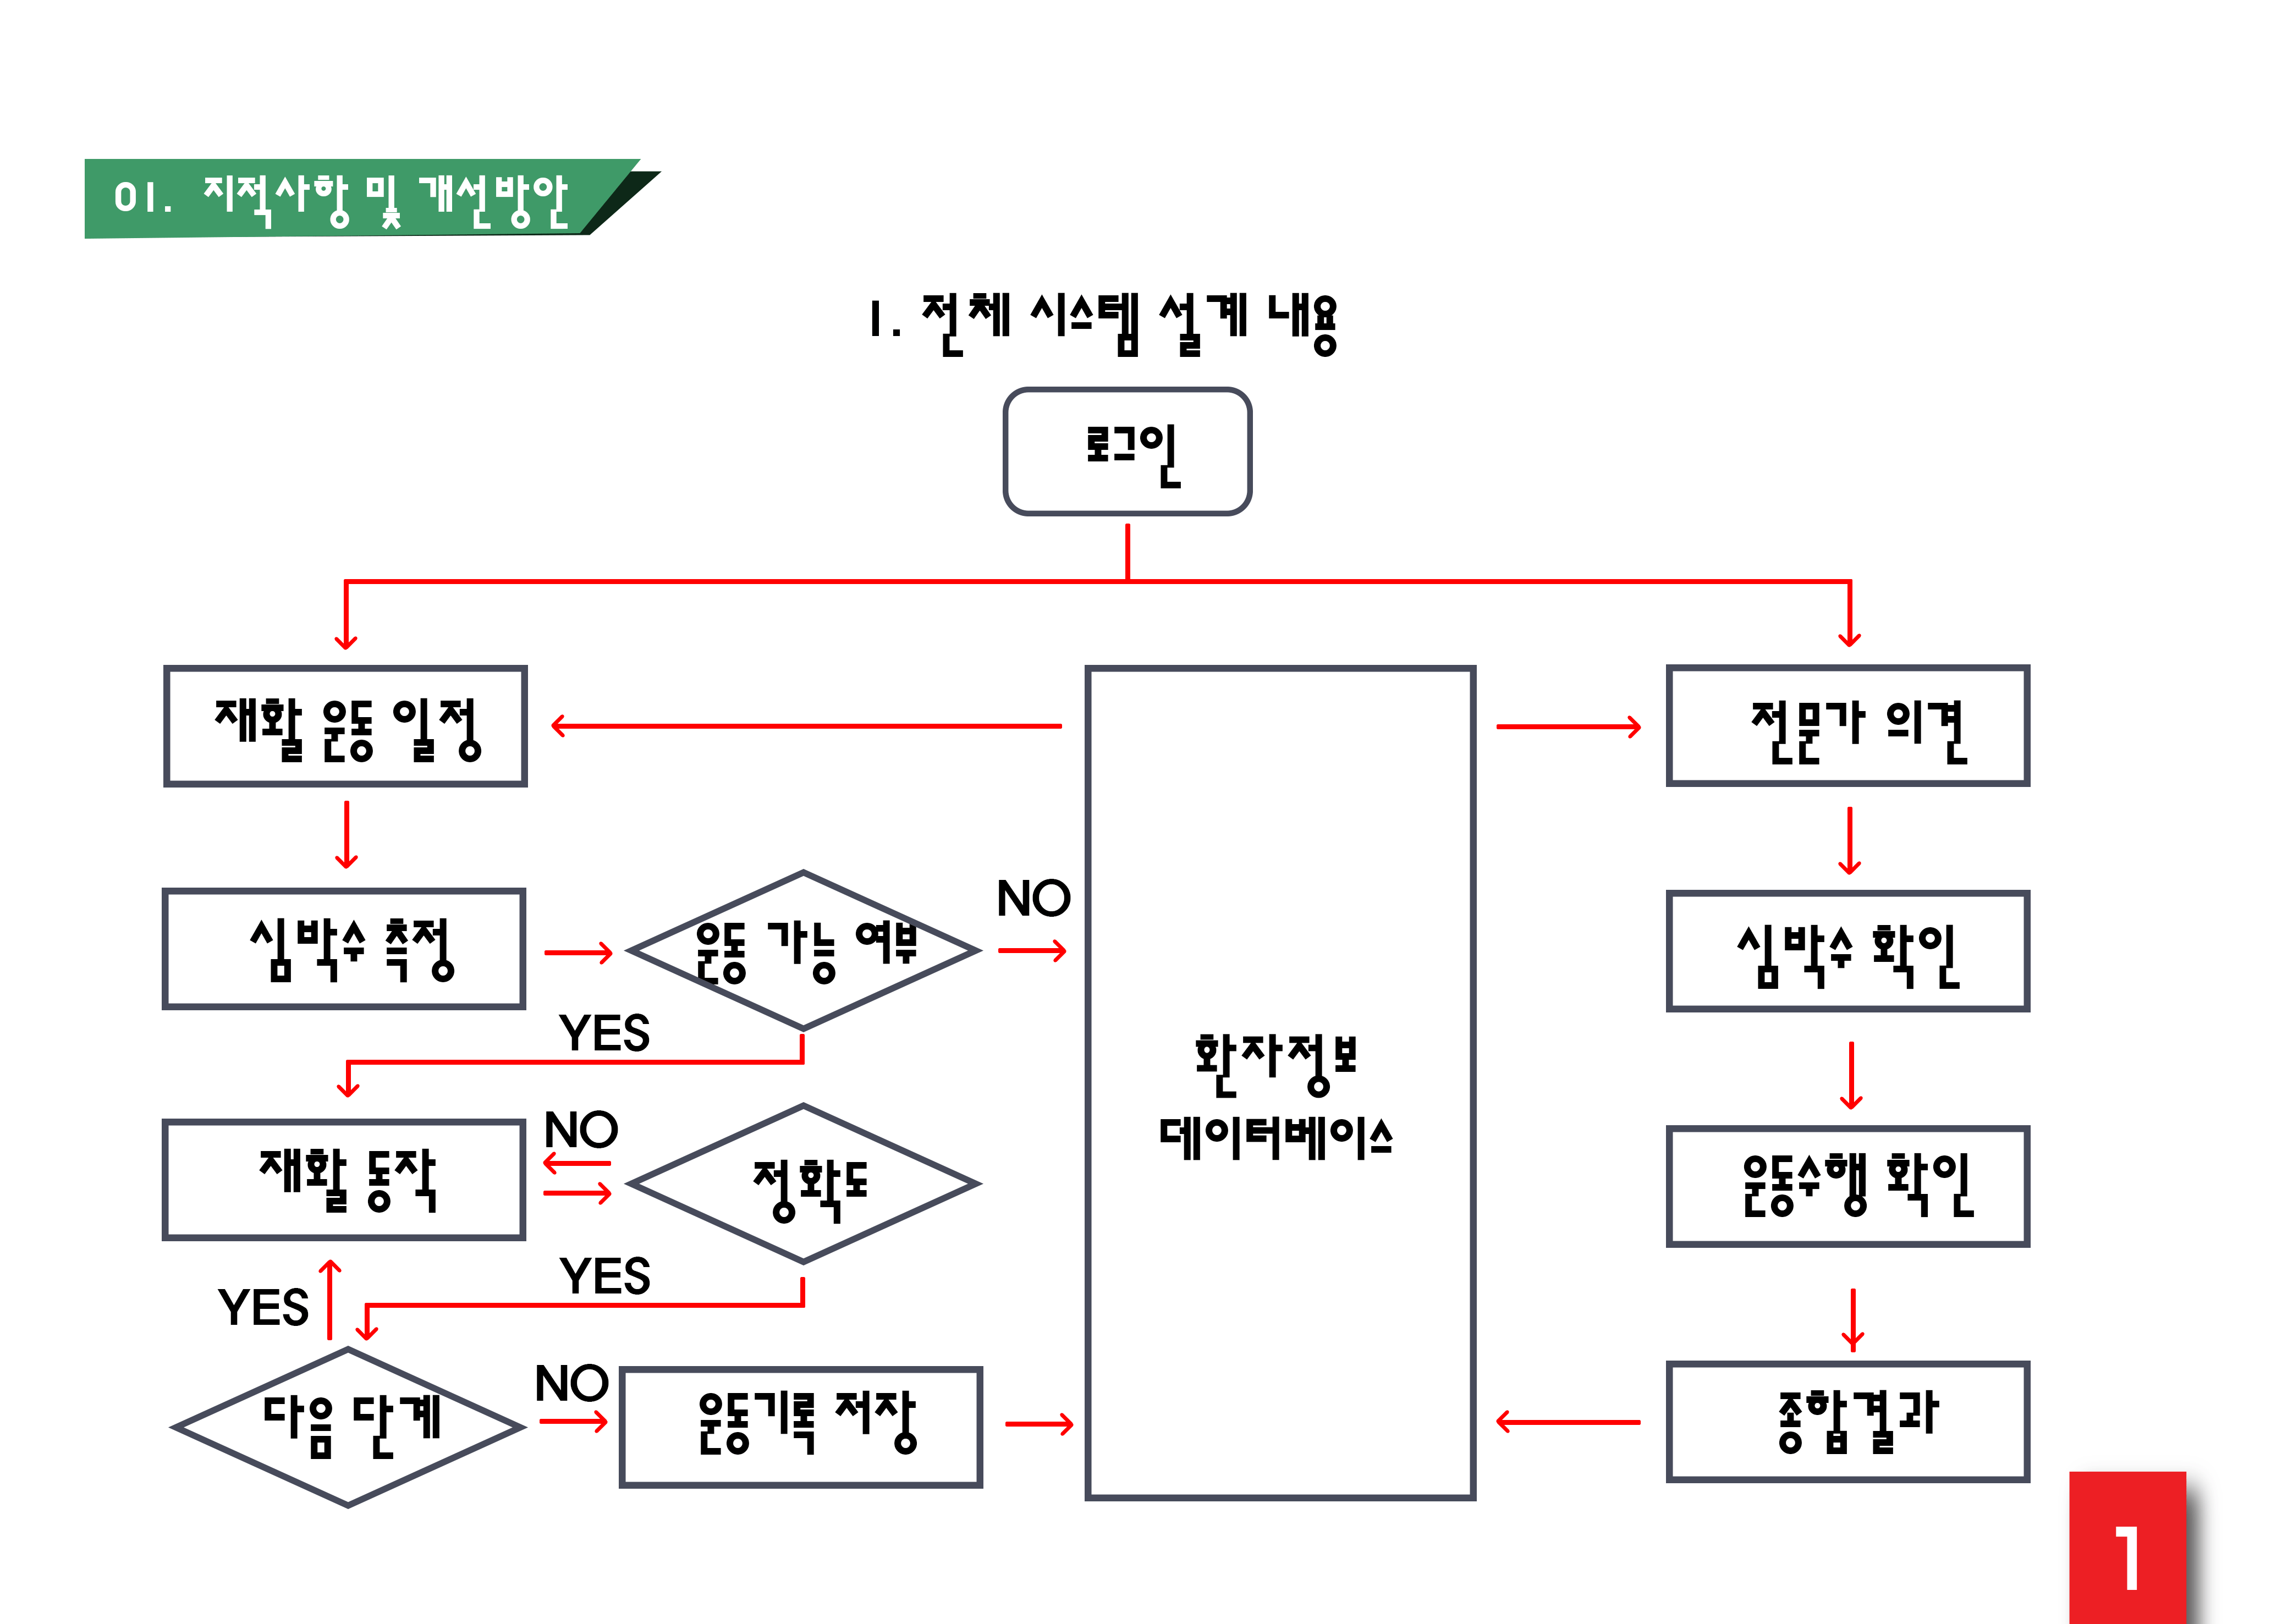 01. 지적사항 및 개선방안
1. 전체 시스템 설계 내용
로그인
재활 운동 일정
전문가 의견
심박수 측정
운동 가능 여부
NO
심박수 확인
YES
환자정보
데이터베이스
재활 동작
NO
정확도
운동수행 확인
YES
YES
다음 단계
NO
운동기록 저장
종합결과
1